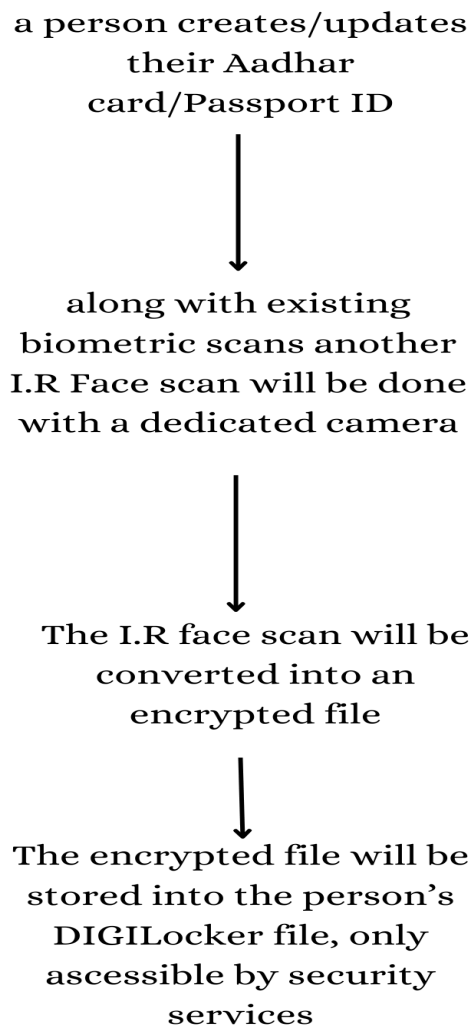 a person creates/updates
their Aadhar
card/Passport ID
along with existing
biometric scans another
I.R Face scan will be done
with a dedicated camera
The I.R face scan will be
converted into an
encrypted file
The encrypted file will be
stored into the person’s
DIGILocker file, only
ascessible by security
services